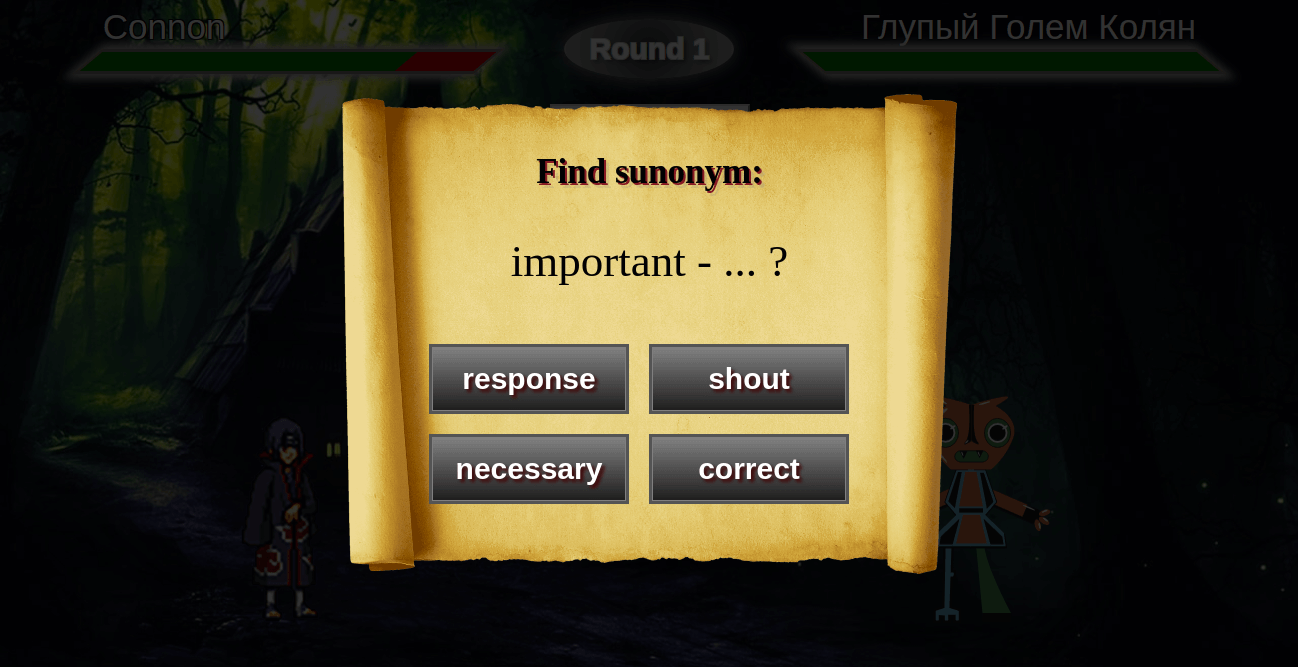 Connon
Round 1
Глупый Голем Колян
Find sunonym:
important - ... ?
response
shout
necessary
correct